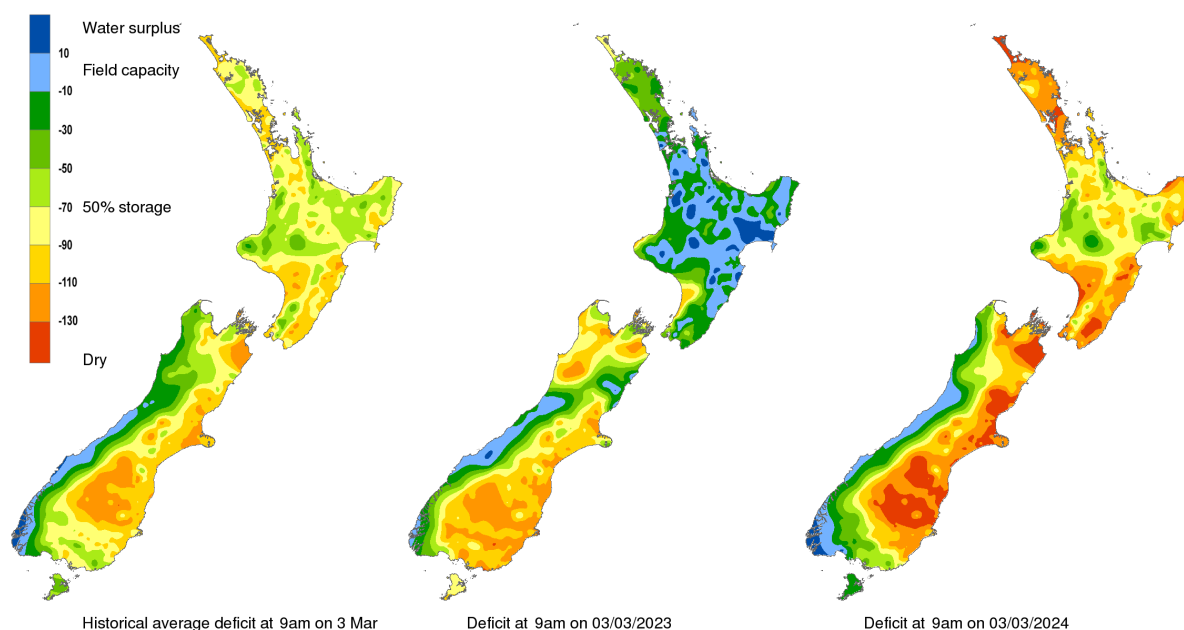 Water surplus
10
Field capacity
-10
-30
-50
-70
50% storage
-90
-110
-130
Dry
Historical average deficit at 9am on 3 Mar
Deficit at 9am on 03/03/2023
Deficit at 9am on 03/03/2024